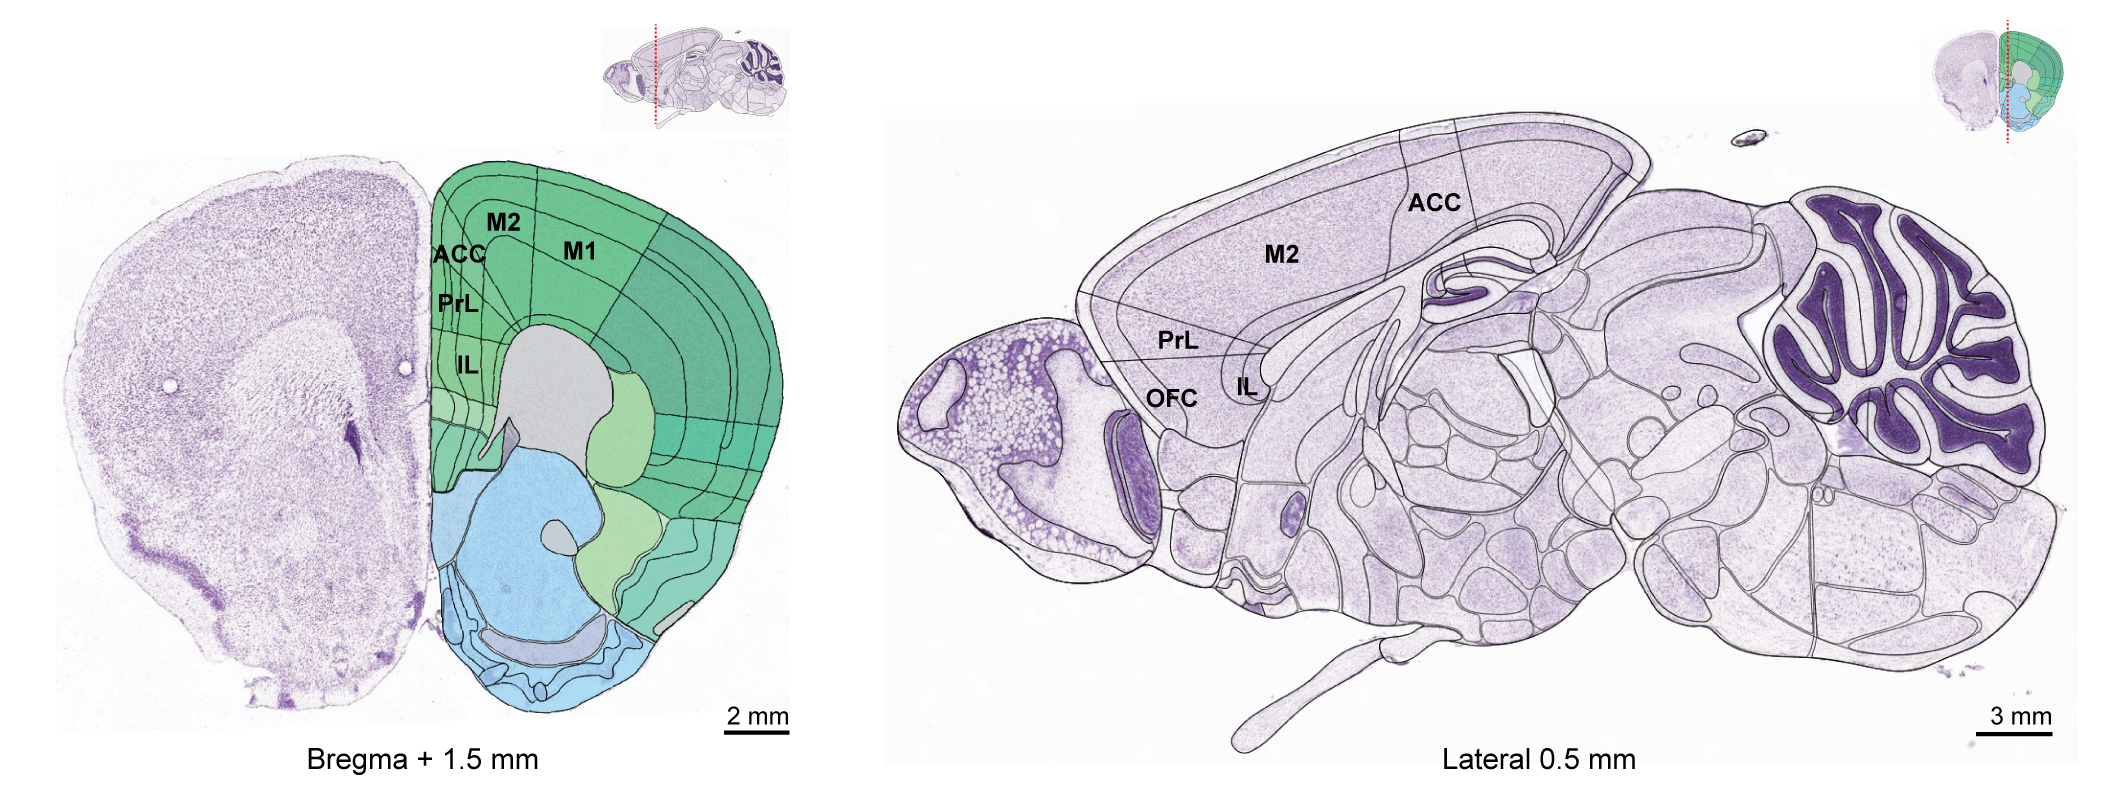 M2
ACC
M1
PrL
IL
2 mm
Bregma + 1.5 mm
ACC
M2
PrL
IL
OFC
3 mm
Lateral 0.5 mm